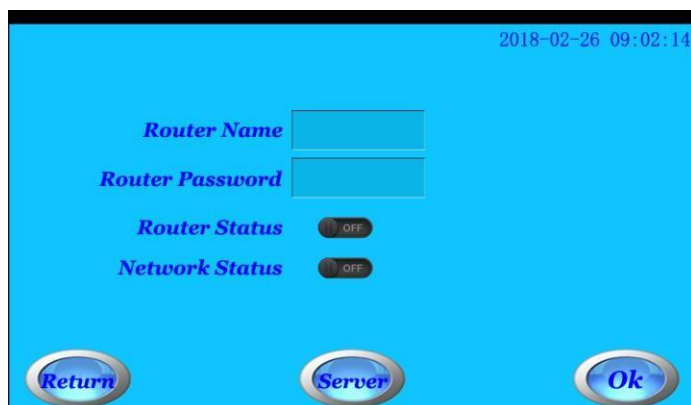 2018-02-26 09:02:14
Router Name
Router Password
Router Status OFF
Network Status OFF
Return Server Ok